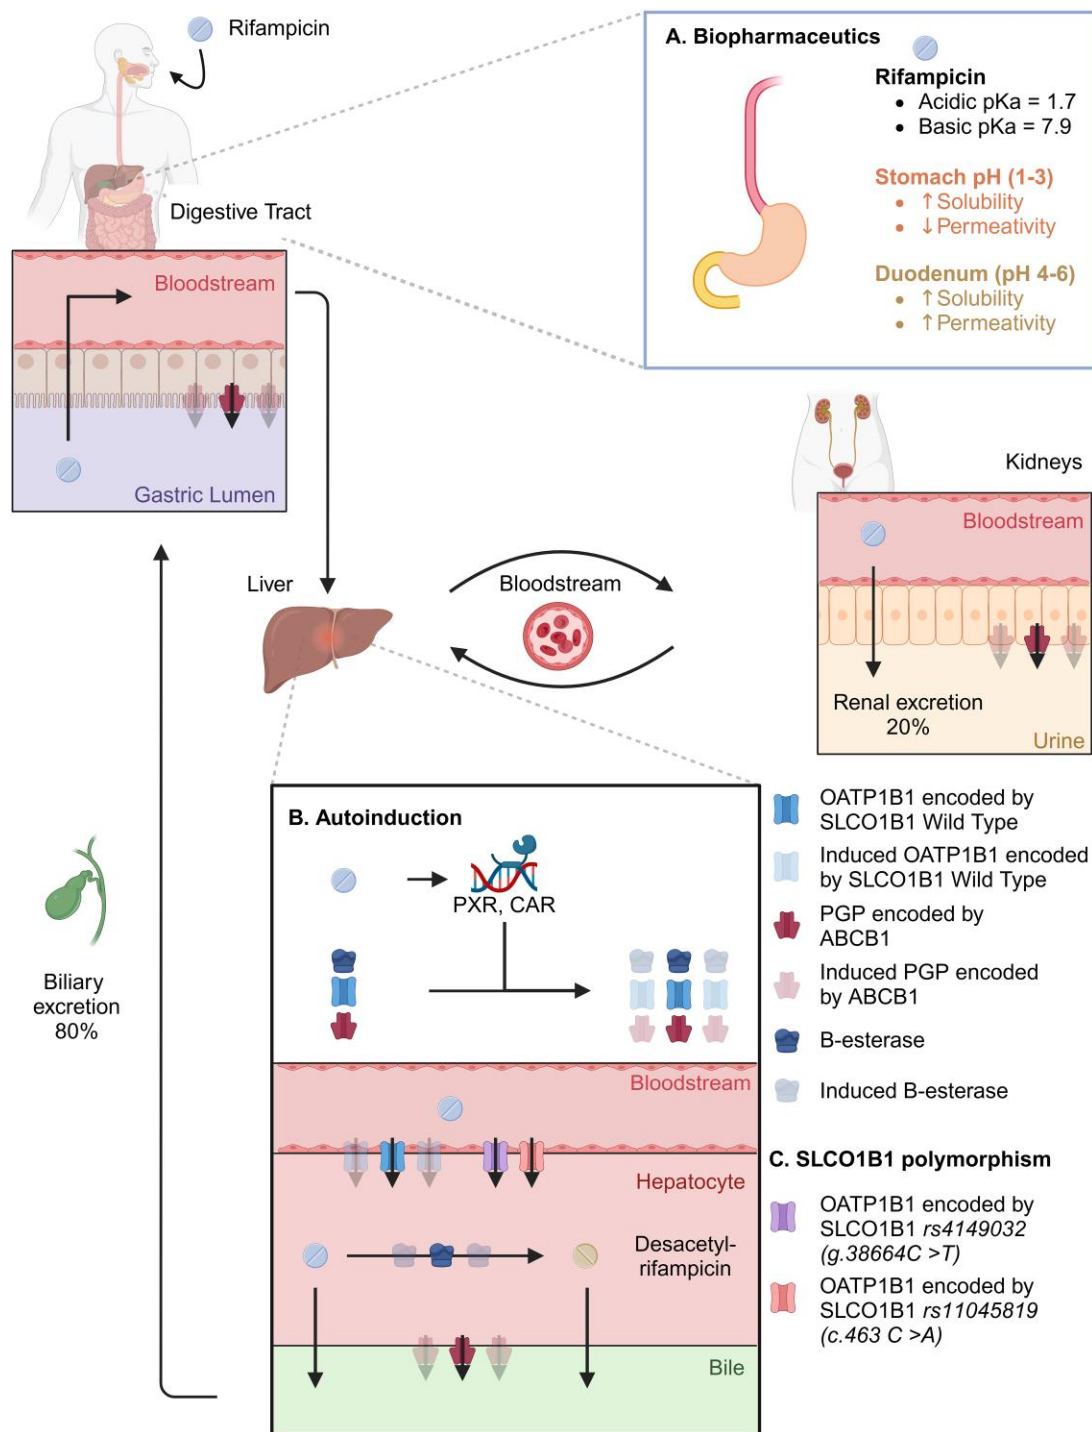 Rifampicin
Digestive Tract
Bloodstream
Gastric Lumen
A. Biopharmaceutics
Rifampicin
• Acidic pKa = 1.7
• Basic pKa = 7.9
Stomach pH (1-3)
• ↑Solubility
• ↓Permeativity
Duodenum (pH 4-6)
• ↑Solubility
• ↑Permeativity
Kidneys
Bloodstream
Renal excretion
20%
Urine
Liver
Bloodstream
Biliary
excretion
80%
B. Autoinduction
PXR, CAR
Bloodstream
Hepatocyte
Desacetyl-
rifampicin
Bile
OATP1B1 encoded by
SLCO1B1 Wild Type
Induced OATP1B1 encoded
by SLCO1B1 Wild Type
PGP encoded by
ABCB1
Induced PGP encoded
by ABCB1
B-esterase
Induced B-esterase
C. SLCO1B1 polymorphism
OATP1B1 encoded by
SLCO1B1 rs4149032
(g.38664C >T)
OATP1B1 encoded by
SLCO1B1 rs11045819
(c.463 C >A)